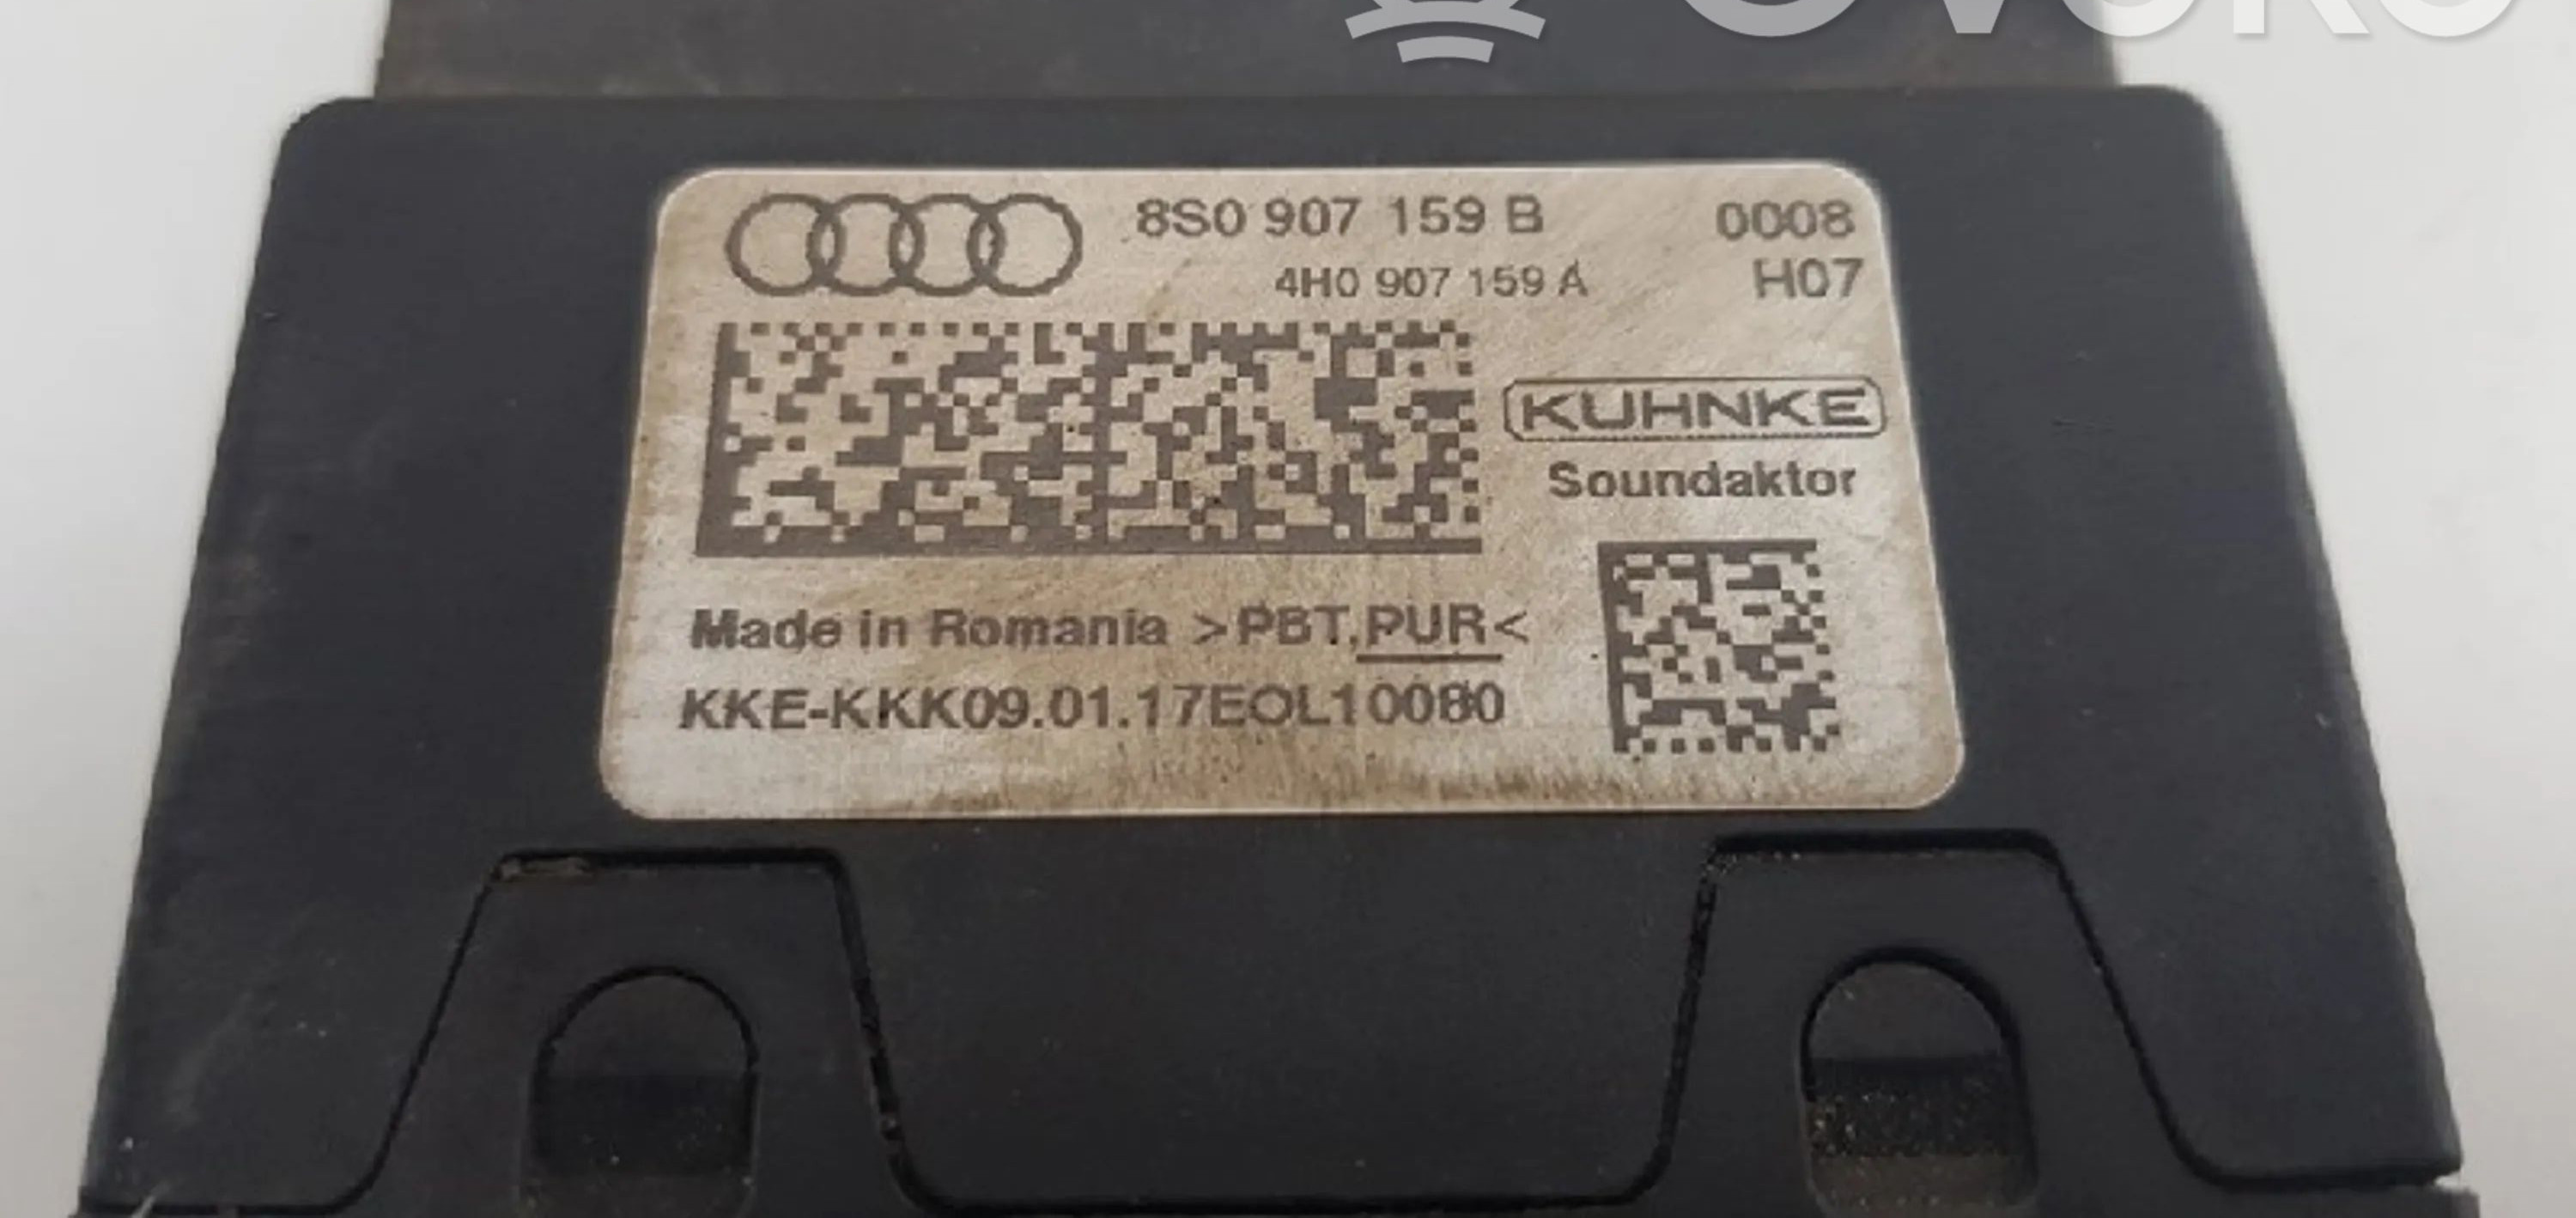 8S0 907 159 B 0008
4H0 907 159 A H07
KUHNKE
Soundaktor
Made in Romania >PBT,PUR<
KKE-KKK09.01.17EOL10080